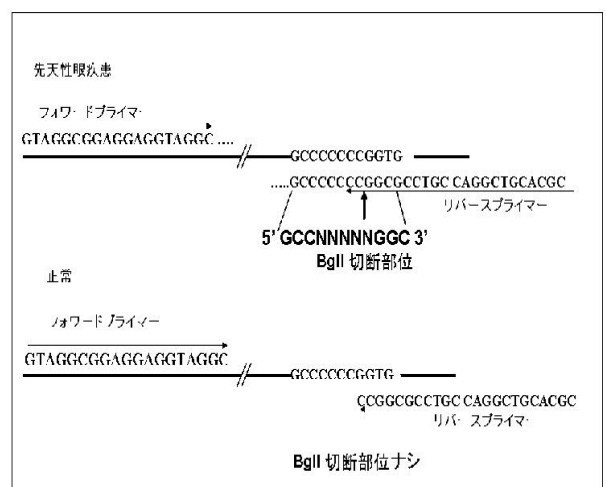 先天性眼疾患
フォワードプライマー
GTAGGCGGAGGAGGTAGGC ....
GCCCCCCCGGTG
.....GCCCCCCCCGGCGCCTGCCAGGCTGCACGC
リバースプライマー
5' GCCNNNNNGGC 3'
BglI 切断部位
正常
フォワードプライマー
GTAGGCGGAGGAGGTAGGC
GCCCCCCCGGTG
CCGGCGCCTGCCAGGCTGCACGC
リバースプライマー
BglI 切断部位ナシ